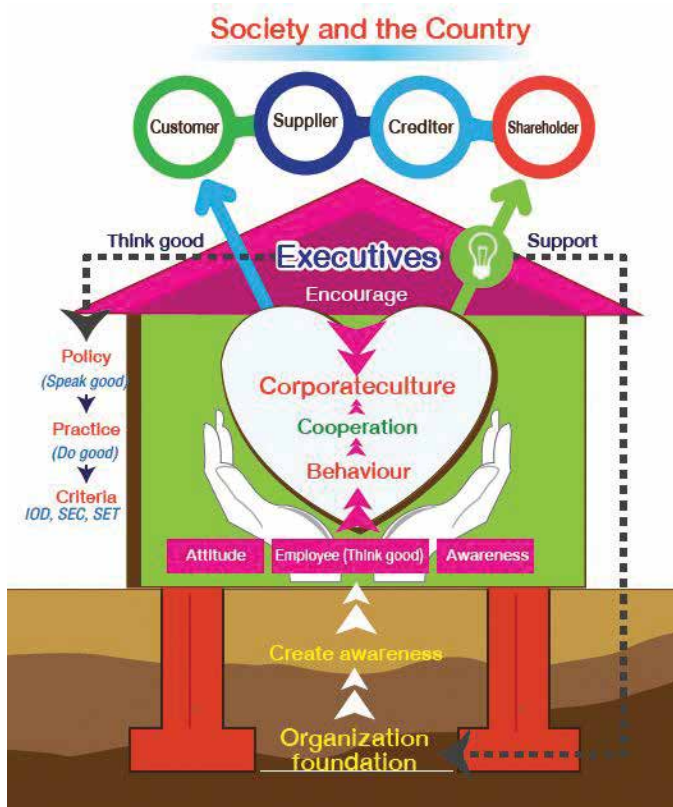 Society and the Country
Customer
Supplier
Crediter
Shareholder
Think good
Executives
Support
Encourage
Policy
(Speak good)
Practice
(Do good)
Criteria
IOD, SEC, SET
Corporateculture
Cooperation
Behaviour
Attitude
Employee (Think good)
Awareness
Create awareness
Organization
foundation